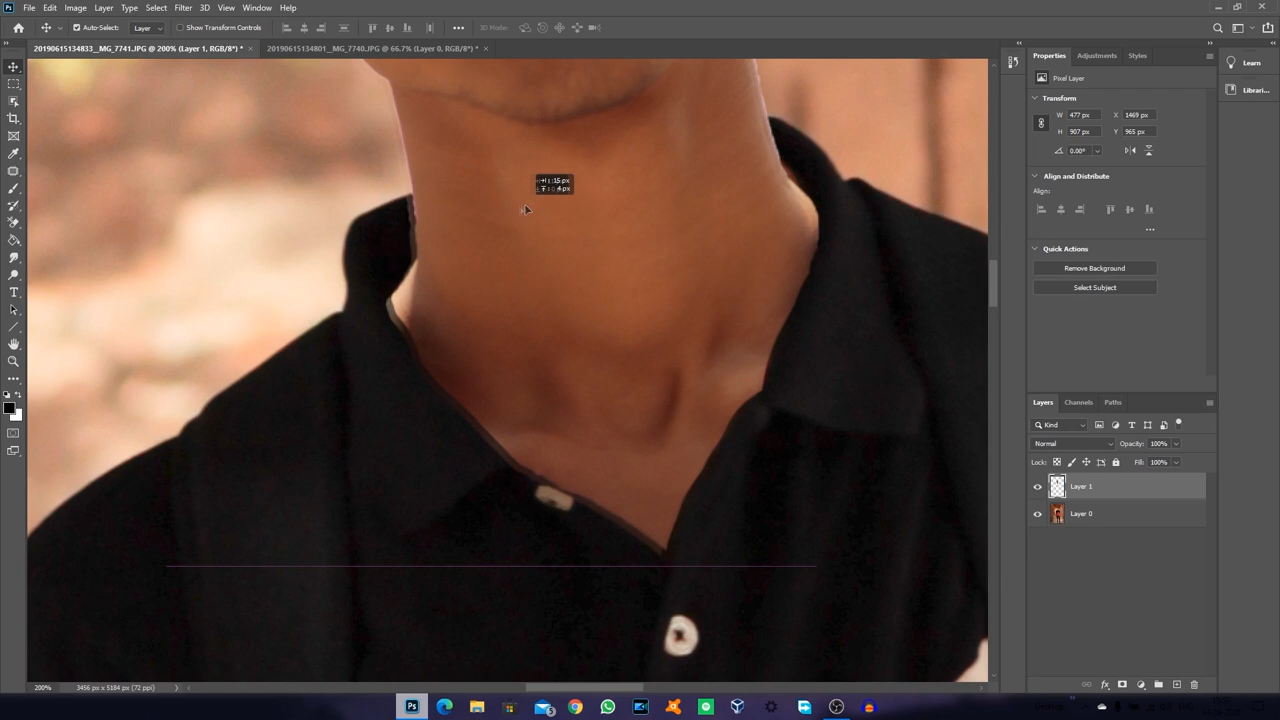 File Edit Image Layer Type Select Filter 3D View Window Help
Auto-Select: Layer Show Transform Controls 3D Mode:
20190615134833__MG_7741.JPG @ 200% (Layer 1, RGB/8*) * × 20190615134801__MG_7740.JPG @ 66.7% (Layer 0, RGB/8*) * ×
Properties Adjustments Styles
Learn
Pixel Layer
Librari...
Transform
W 477 px X 1469 px
H 907 px Y 965 px
0.00°
Align and Distribute
Align:
Quick Actions
Remove Background
Select Subject
Layers Channels Paths
Kind
Normal Opacity: 100%
Lock: Fill: 100%
Layer 1
Layer 0
200% 3456 px x 5184 px (72 ppi)